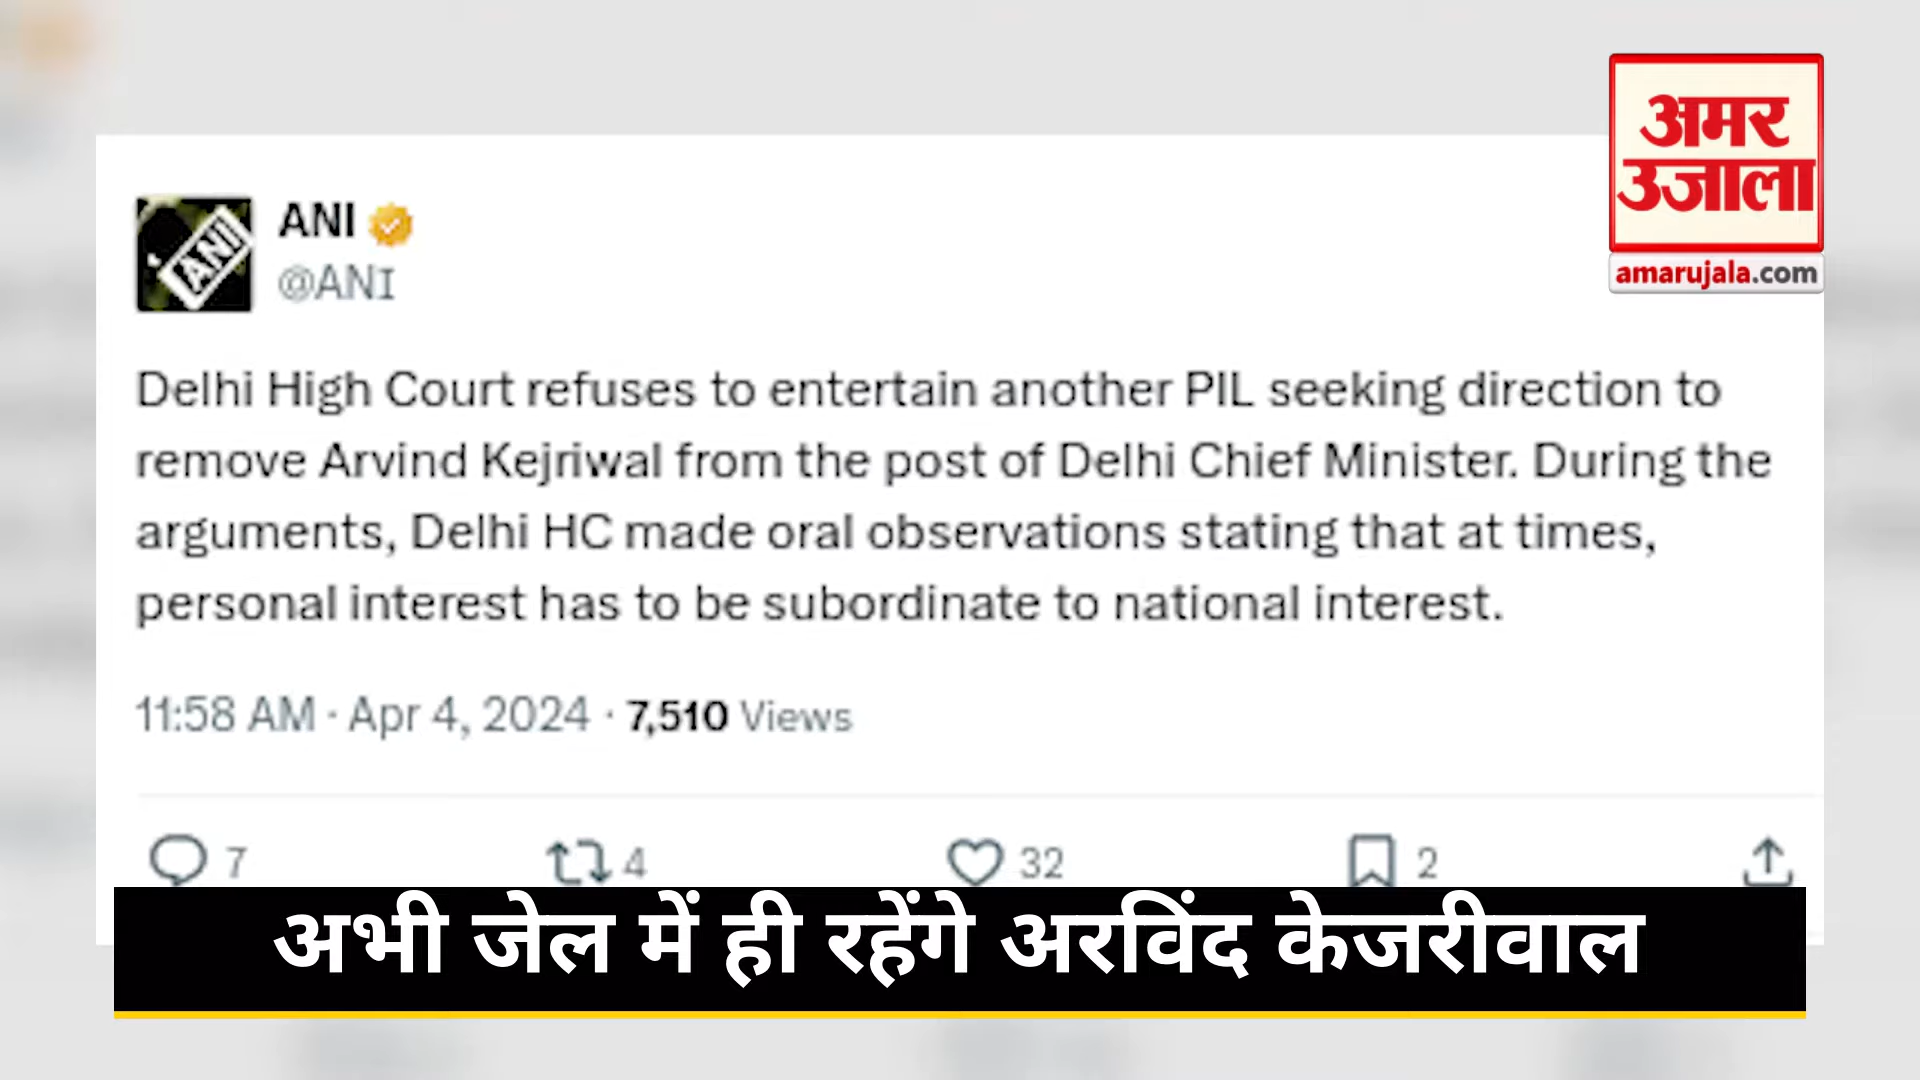 अमर
उजाला
amarujala.com
ANI
ANI
@ANI
Delhi High Court refuses to entertain another PIL seeking direction to
remove Arvind Kejriwal from the post of Delhi Chief Minister. During the
arguments, Delhi HC made oral observations stating that at times,
personal interest has to be subordinate to national interest.
11:58 AM · Apr 4, 2024 · 7,510 Views
7 4 32 2
अभी जेल में ही रहेंगे अरविंद केजरीवाल